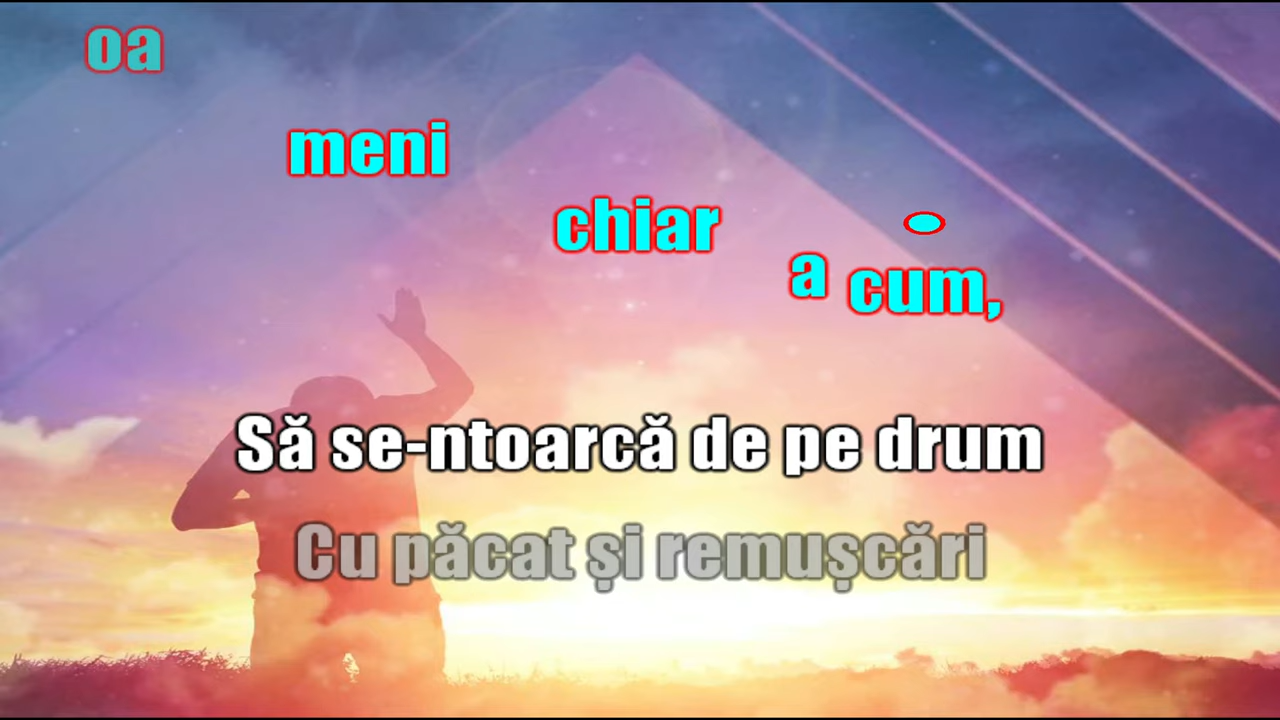 oa
meni
chiar
a cum,
Să se-ntoarcă de pe drum
Cu păcat și remușcări